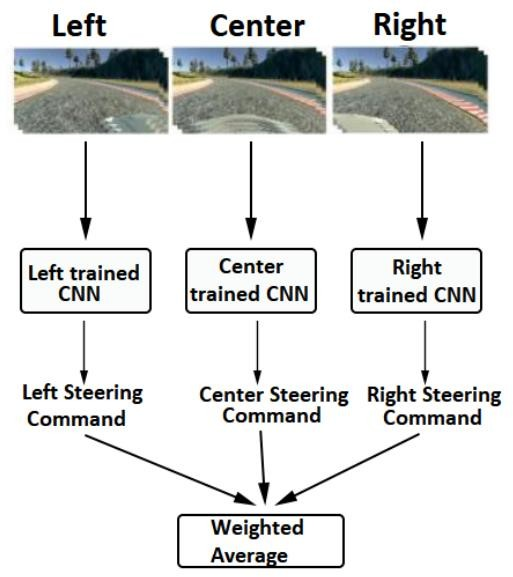 Left
Center
Right
Left trained
CNN
Center
trained CNN
Right
trained CNN
Left Steering
Command
Center Steering
Command
Right Steering
Command
Weighted
Average